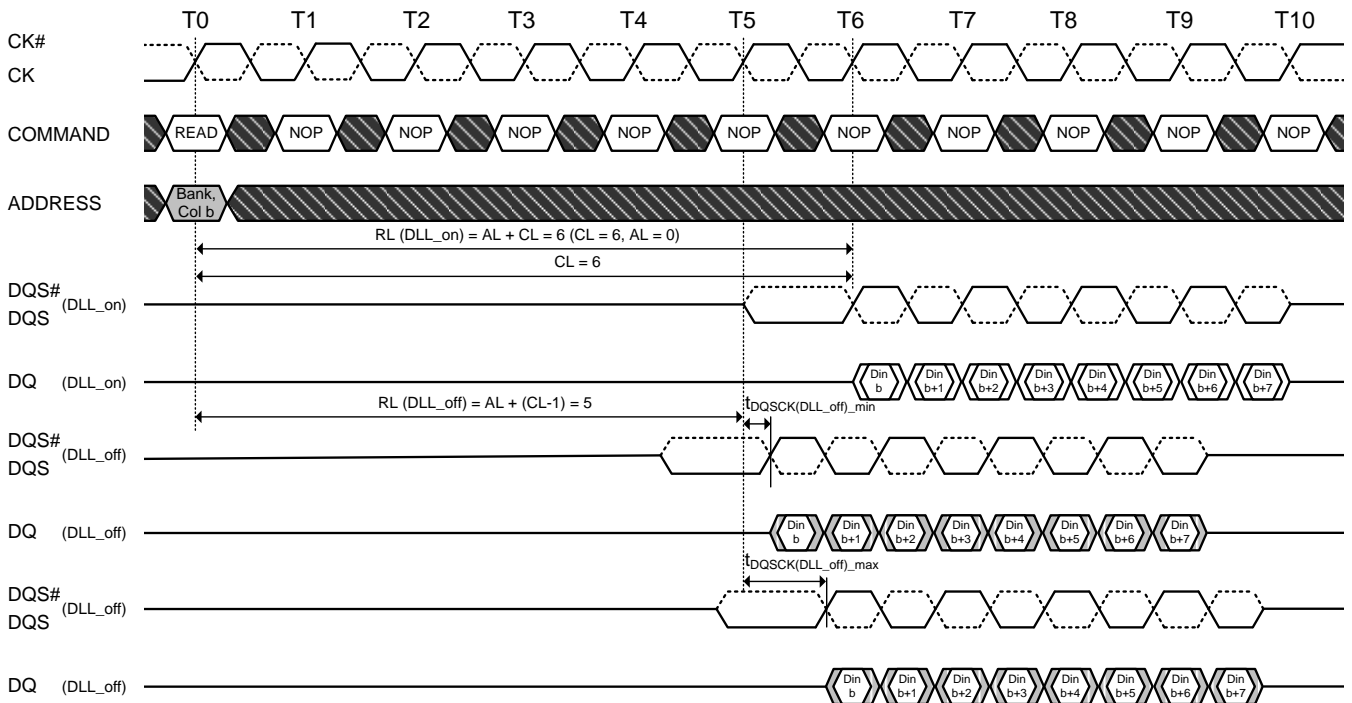 T0 T1 T2 T3 T4 T5 T6 T7 T8 T9 T10
CK#
CK
COMMAND READ NOP NOP NOP NOP NOP NOP NOP NOP NOP NOP
ADDRESS Bank,
Col b
RL (DLL_on) = AL + CL = 6 (CL = 6, AL = 0)
CL = 6
DQS# (DLL_on)
DQS
DQ (DLL_on) Din b Din b+1 Din b+2 Din b+3 Din b+4 Din b+5 Din b+6 Din b+7
RL (DLL_off) = AL + (CL-1) = 5 tDQSCK(DLL_off)_min
DQS# (DLL_off)
DQS
DQ (DLL_off) Din b Din b+1 Din b+2 Din b+3 Din b+4 Din b+5 Din b+6 Din b+7
tDQSCK(DLL_off)_max
DQS# (DLL_off)
DQS
DQ (DLL_off) Din b Din b+1 Din b+2 Din b+3 Din b+4 Din b+5 Din b+6 Din b+7